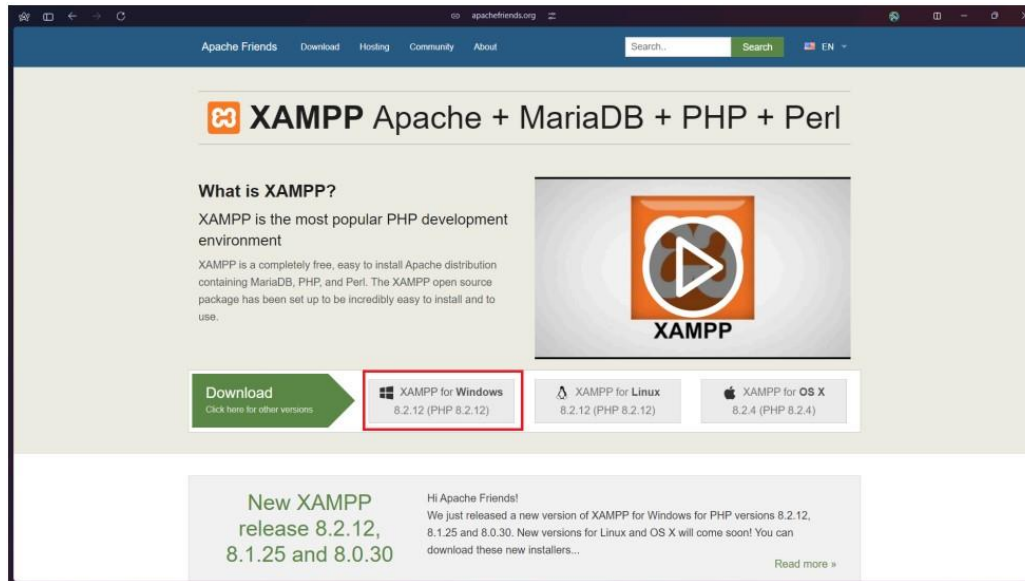 apachefriends.org
Apache Friends Download Hosting Community About Search.. Search EN
XAMPP Apache + MariaDB + PHP + Perl
What is XAMPP?
XAMPP is the most popular PHP development
environment
XAMPP is a completely free, easy to install Apache distribution
containing MariaDB, PHP, and Perl. The XAMPP open source
package has been set up to be incredibly easy to install and to
use.
XAMPP
Download
Click here for other versions
XAMPP for Windows
8.2.12 (PHP 8.2.12)
XAMPP for Linux
8.2.12 (PHP 8.2.12)
XAMPP for OS X
8.2.4 (PHP 8.2.4)
New XAMPP
release 8.2.12,
8.1.25 and 8.0.30
Hi Apache Friends!
We just released a new version of XAMPP for Windows for PHP versions 8.2.12,
8.1.25 and 8.0.30. New versions for Linux and OS X will come soon! You can
download these new installers...
Read more »